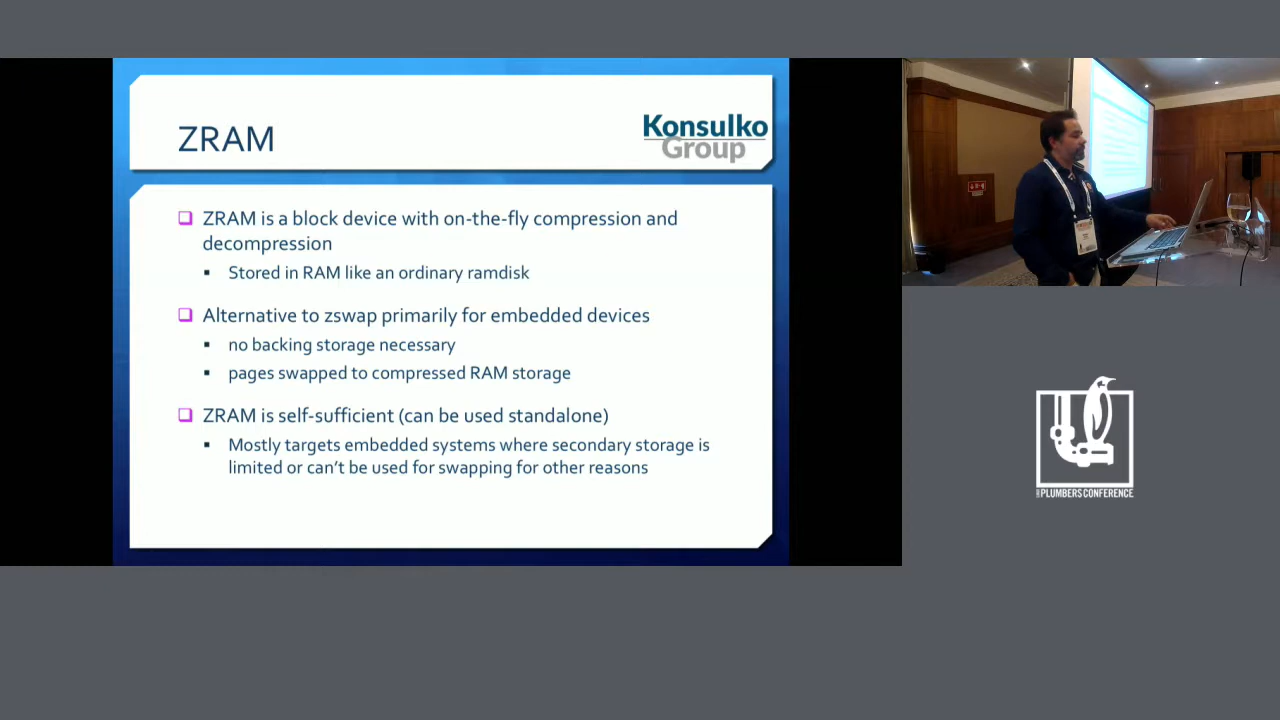 ZRAM
Konsulko
Group
ZRAM is a block device with on-the-fly compression and
decompression
Stored in RAM like an ordinary ramdisk
Alternative to zswap primarily for embedded devices
no backing storage necessary
pages swapped to compressed RAM storage
ZRAM is self-sufficient (can be used standalone)
Mostly targets embedded systems where secondary storage is
limited or can't be used for swapping for other reasons
PLUMBERS CONFERENCE